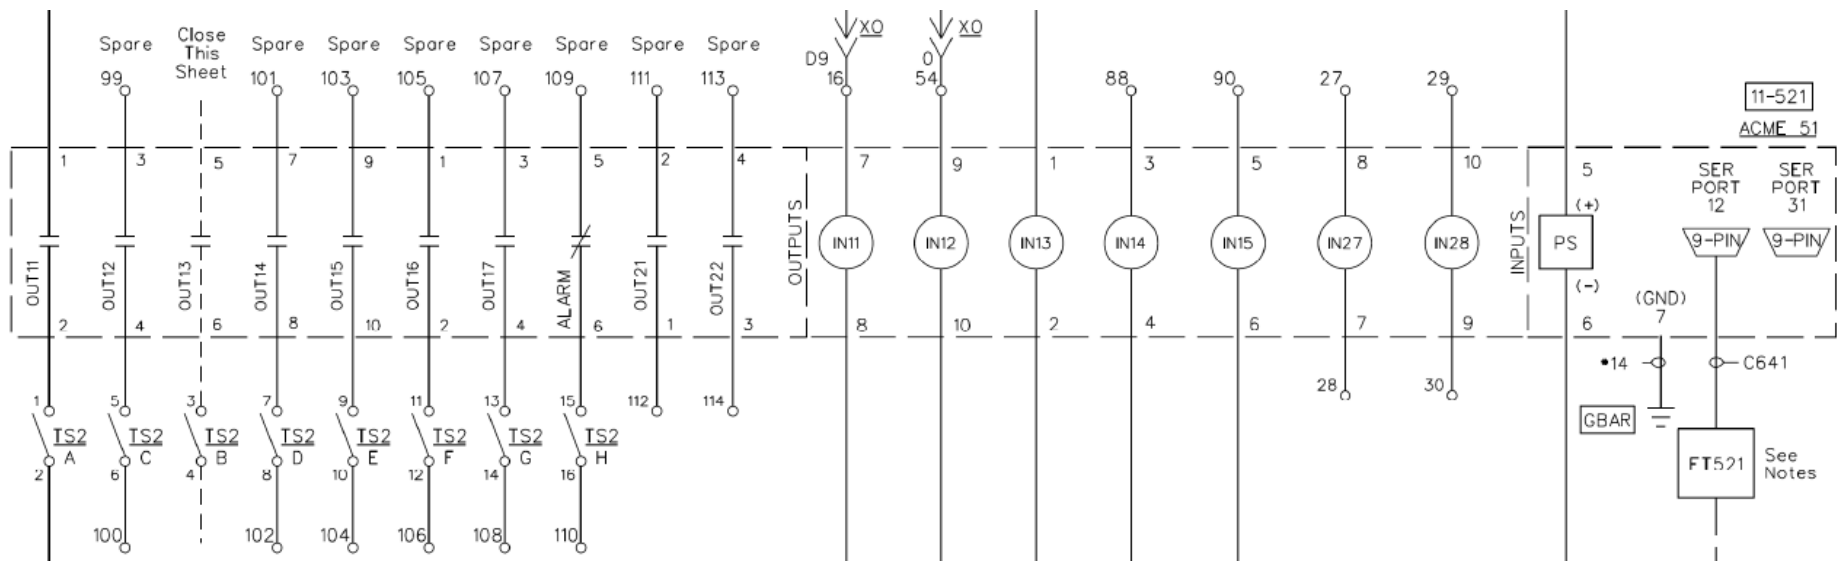 XO XO
Spare Close This Sheet Spare Spare Spare Spare Spare Spare Spare
D9 0
99 101 103 105 107 109 111 113 16 54 88 90 27 29
11-521
ACME 51
1 3 5 7 9 1 3 5 2 4 7 9 1 3 5 8 10 5
SER PORT 12
SER PORT 31
(+)
OUT11 OUT12 OUT13 OUT14 OUT15 OUT16 OUT17 ALARM OUT21 OUT22 OUTPUTS
IN11 IN12 IN13 IN14 IN15 IN27 IN28 INPUTS PS 9-PIN 9-PIN
(-)
(GND)
7
2 4 6 8 10 2 4 6 1 3 8 10 2 4 6 7 9 6
•14 C641
28 30
1 5 3 7 9 11 13 15 112 114
GBAR
TS2 TS2 TS2 TS2 TS2 TS2 TS2 TS2
A C B D E F G H
2 6 4 8 10 12 14 16
FT521 See Notes
100 102 104 106 108 110